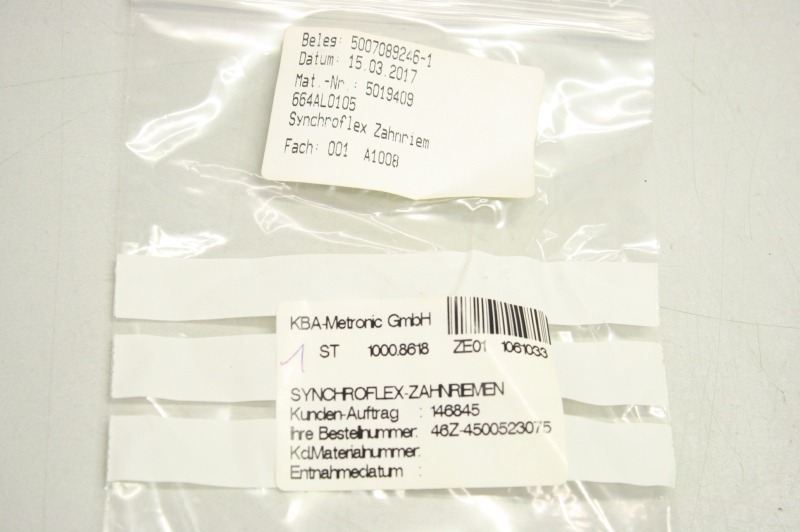 Beleg: 5007089246-1
Datum: 15.03.2017
Mat.-Nr.: 5019409
664AL0105
Synchroflex Zahnriem
Fach: 001 A1008
KBA-Metronic GmbH
1 ST 1000.8618 ZE01 1061033
SYNCHROFLEX-ZAHNRIEMEN
Kunden-Auftrag : 146845
Ihre Bestellnummer: 46Z-4500523075
Kd.Materialnummer:
Entnahmedatum :